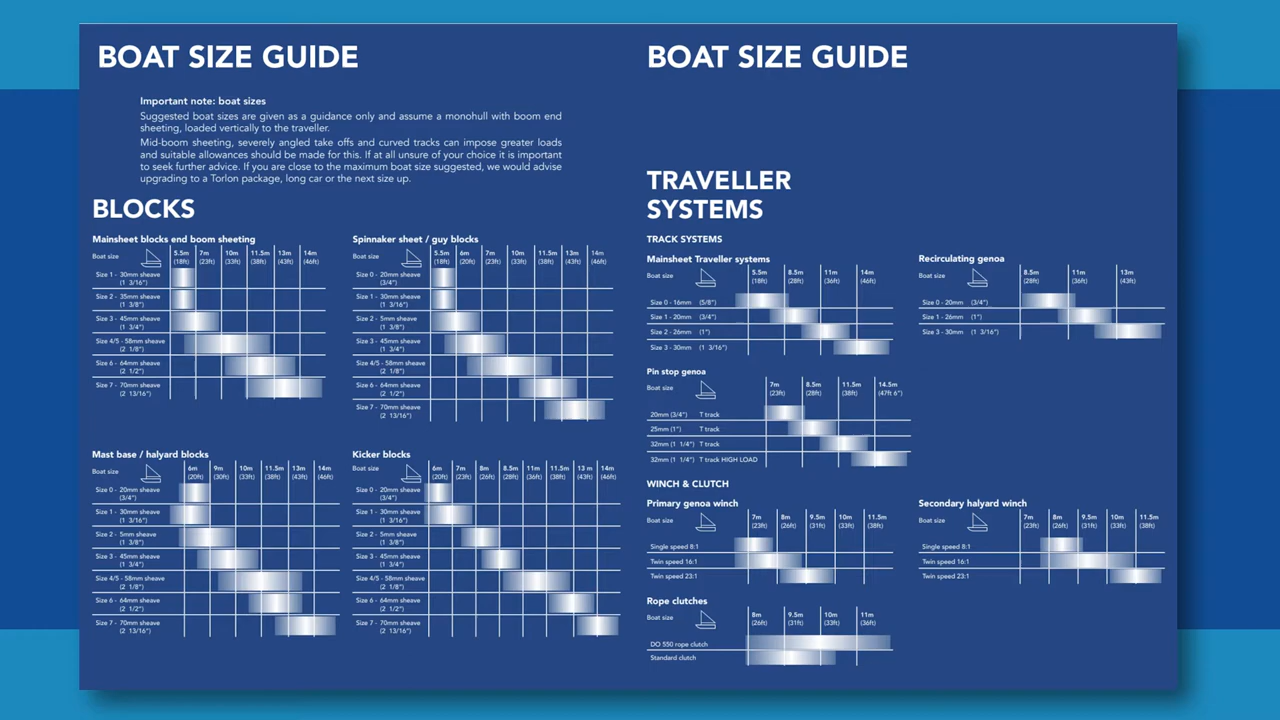 BOAT SIZE GUIDE
Important note: boat sizes
Suggested boat sizes are given as a guidance only and assume a monohull with boom end
sheeting, loaded vertically to the traveller.
Mid-boom sheeting, severely angled take offs and curved tracks can impose greater loads
and suitable allowances should be made for this. If at all unsure of your choice it is important
to seek further advice. If you are close to the maximum boat size suggested, we would advise
upgrading to a Torlon package, long car or the next size up.
BLOCKS
Mainsheet blocks end boom sheeting
Boat size
5.5m 7m 10m 11.5m 13m 14m
(18ft) (23ft) (33ft) (38ft) (43ft) (46ft)
Size 1 - 30mm sheave
(1 3/16")
Size 2 - 35mm sheave
(1 3/8")
Size 3 - 45mm sheave
(1 3/4")
Size 4/5 - 58mm sheave
(2 1/8")
Size 6 - 64mm sheave
(2 1/2")
Size 7 - 70mm sheave
(2 13/16")
Spinnaker sheet / guy blocks
Boat size
5.5m 6m 7m 10m 11.5m 13m 14m
(18ft) (20ft) (23ft) (33ft) (38ft) (43ft) (46ft)
Size 0 - 20mm sheave
(3/4")
Size 1 - 30mm sheave
(1 3/16")
Size 2 - 5mm sheave
(1 3/8")
Size 3 - 45mm sheave
(1 3/4")
Size 4/5 - 58mm sheave
(2 1/8")
Size 6 - 64mm sheave
(2 1/2")
Size 7 - 70mm sheave
(2 13/16")
Mast base / halyard blocks
Boat size
6m 9m 10m 11.5m 13m 14m
(20ft) (30ft) (33ft) (38ft) (43ft) (46ft)
Size 0 - 20mm sheave
(3/4")
Size 1 - 30mm sheave
(1 3/16")
Size 2 - 5mm sheave
(1 3/8")
Size 3 - 45mm sheave
(1 3/4")
Size 4/5 - 58mm sheave
(2 1/8")
Size 6 - 64mm sheave
(2 1/2")
Size 7 - 70mm sheave
(2 13/16")
Kicker blocks
Boat size
6m 7m 8m 8.5m 11m 11.5m 13 m 14m
(20ft) (23ft) (26ft) (28ft) (36ft) (38ft) (43ft) (46ft)
Size 0 - 20mm sheave
(3/4")
Size 1 - 30mm sheave
(1 3/16")
Size 2 - 5mm sheave
(1 3/8")
Size 3 - 45mm sheave
(1 3/4")
Size 4/5 - 58mm sheave
(2 1/8")
Size 6 - 64mm sheave
(2 1/2")
Size 7 - 70mm sheave
(2 13/16")
BOAT SIZE GUIDE
TRAVELLER
SYSTEMS
TRACK SYSTEMS
Mainsheet Traveller systems
Boat size
5.5m 8.5m 11m 14m
(18ft) (28ft) (36ft) (46ft)
Size 0 - 16mm (5/8")
Size 1 - 20mm (3/4")
Size 2 - 26mm (1")
Size 3 - 30mm (1 3/16")
Recirculating genoa
Boat size
8.5m 11m 13m
(28ft) (36ft) (43ft)
Size 0 - 20mm (3/4")
Size 1 - 26mm (1")
Size 3 - 30mm (1 3/16")
Pin stop genoa
Boat size
7m 8.5m 11.5m 14.5m
(23ft) (28ft) (38ft) (47ft 6")
20mm (3/4") T track
25mm (1") T track
32mm (1 1/4") T track
32mm (1 1/4") T track HIGH LOAD
WINCH & CLUTCH
Primary genoa winch
Boat size
7m 8m 9.5m 10m 11.5m
(23ft) (26ft) (31ft) (33ft) (38ft)
Single speed 8:1
Twin speed 16:1
Twin speed 23:1
Secondary halyard winch
Boat size
7m 8m 9.5m 10m 11.5m
(23ft) (26ft) (31ft) (33ft) (38ft)
Single speed 8:1
Twin speed 16:1
Twin speed 23:1
Rope clutches
Boat size
8m 9.5m 10m 11m
(26ft) (31ft) (33ft) (36ft)
DO 550 rope clutch
Standard clutch